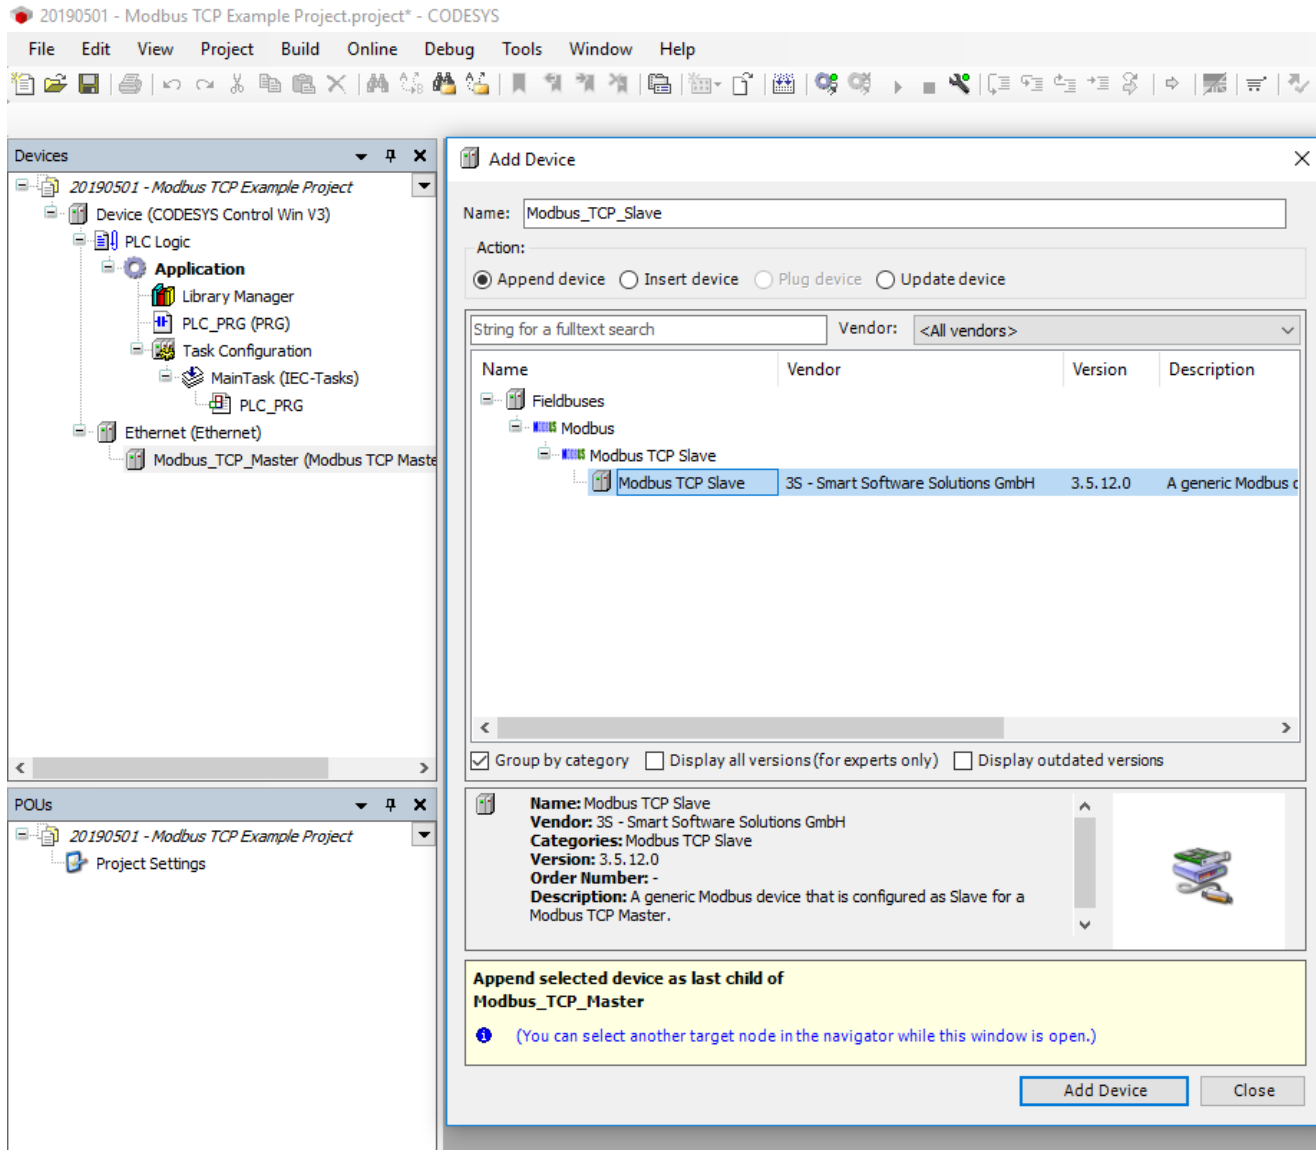 20190501 - Modbus TCP Example Project.project* - CODESYS
File Edit View Project Build Online Debug Tools Window Help
Devices
20190501 - Modbus TCP Example Project
Device (CODESYS Control Win V3)
PLC Logic
Application
Library Manager
PLC_PRG (PRG)
Task Configuration
MainTask (IEC-Tasks)
PLC_PRG
Ethernet (Ethernet)
Modbus_TCP_Master (Modbus TCP Maste
POUs
20190501 - Modbus TCP Example Project
Project Settings
Add Device
Name: Modbus_TCP_Slave
Action:
Append device Insert device Plug device Update device
String for a fulltext search Vendor: <All vendors>
Name Vendor Version Description
Fieldbuses
MODBUS Modbus
MODBUS Modbus TCP Slave
Modbus TCP Slave 3S - Smart Software Solutions GmbH 3.5.12.0 A generic Modbus d
Group by category Display all versions (for experts only) Display outdated versions
Name: Modbus TCP Slave
Vendor: 3S - Smart Software Solutions GmbH
Categories: Modbus TCP Slave
Version: 3.5.12.0
Order Number: -
Description: A generic Modbus device that is configured as Slave for a
Modbus TCP Master.
Append selected device as last child of
Modbus_TCP_Master
(You can select another target node in the navigator while this window is open.)
Add Device Close